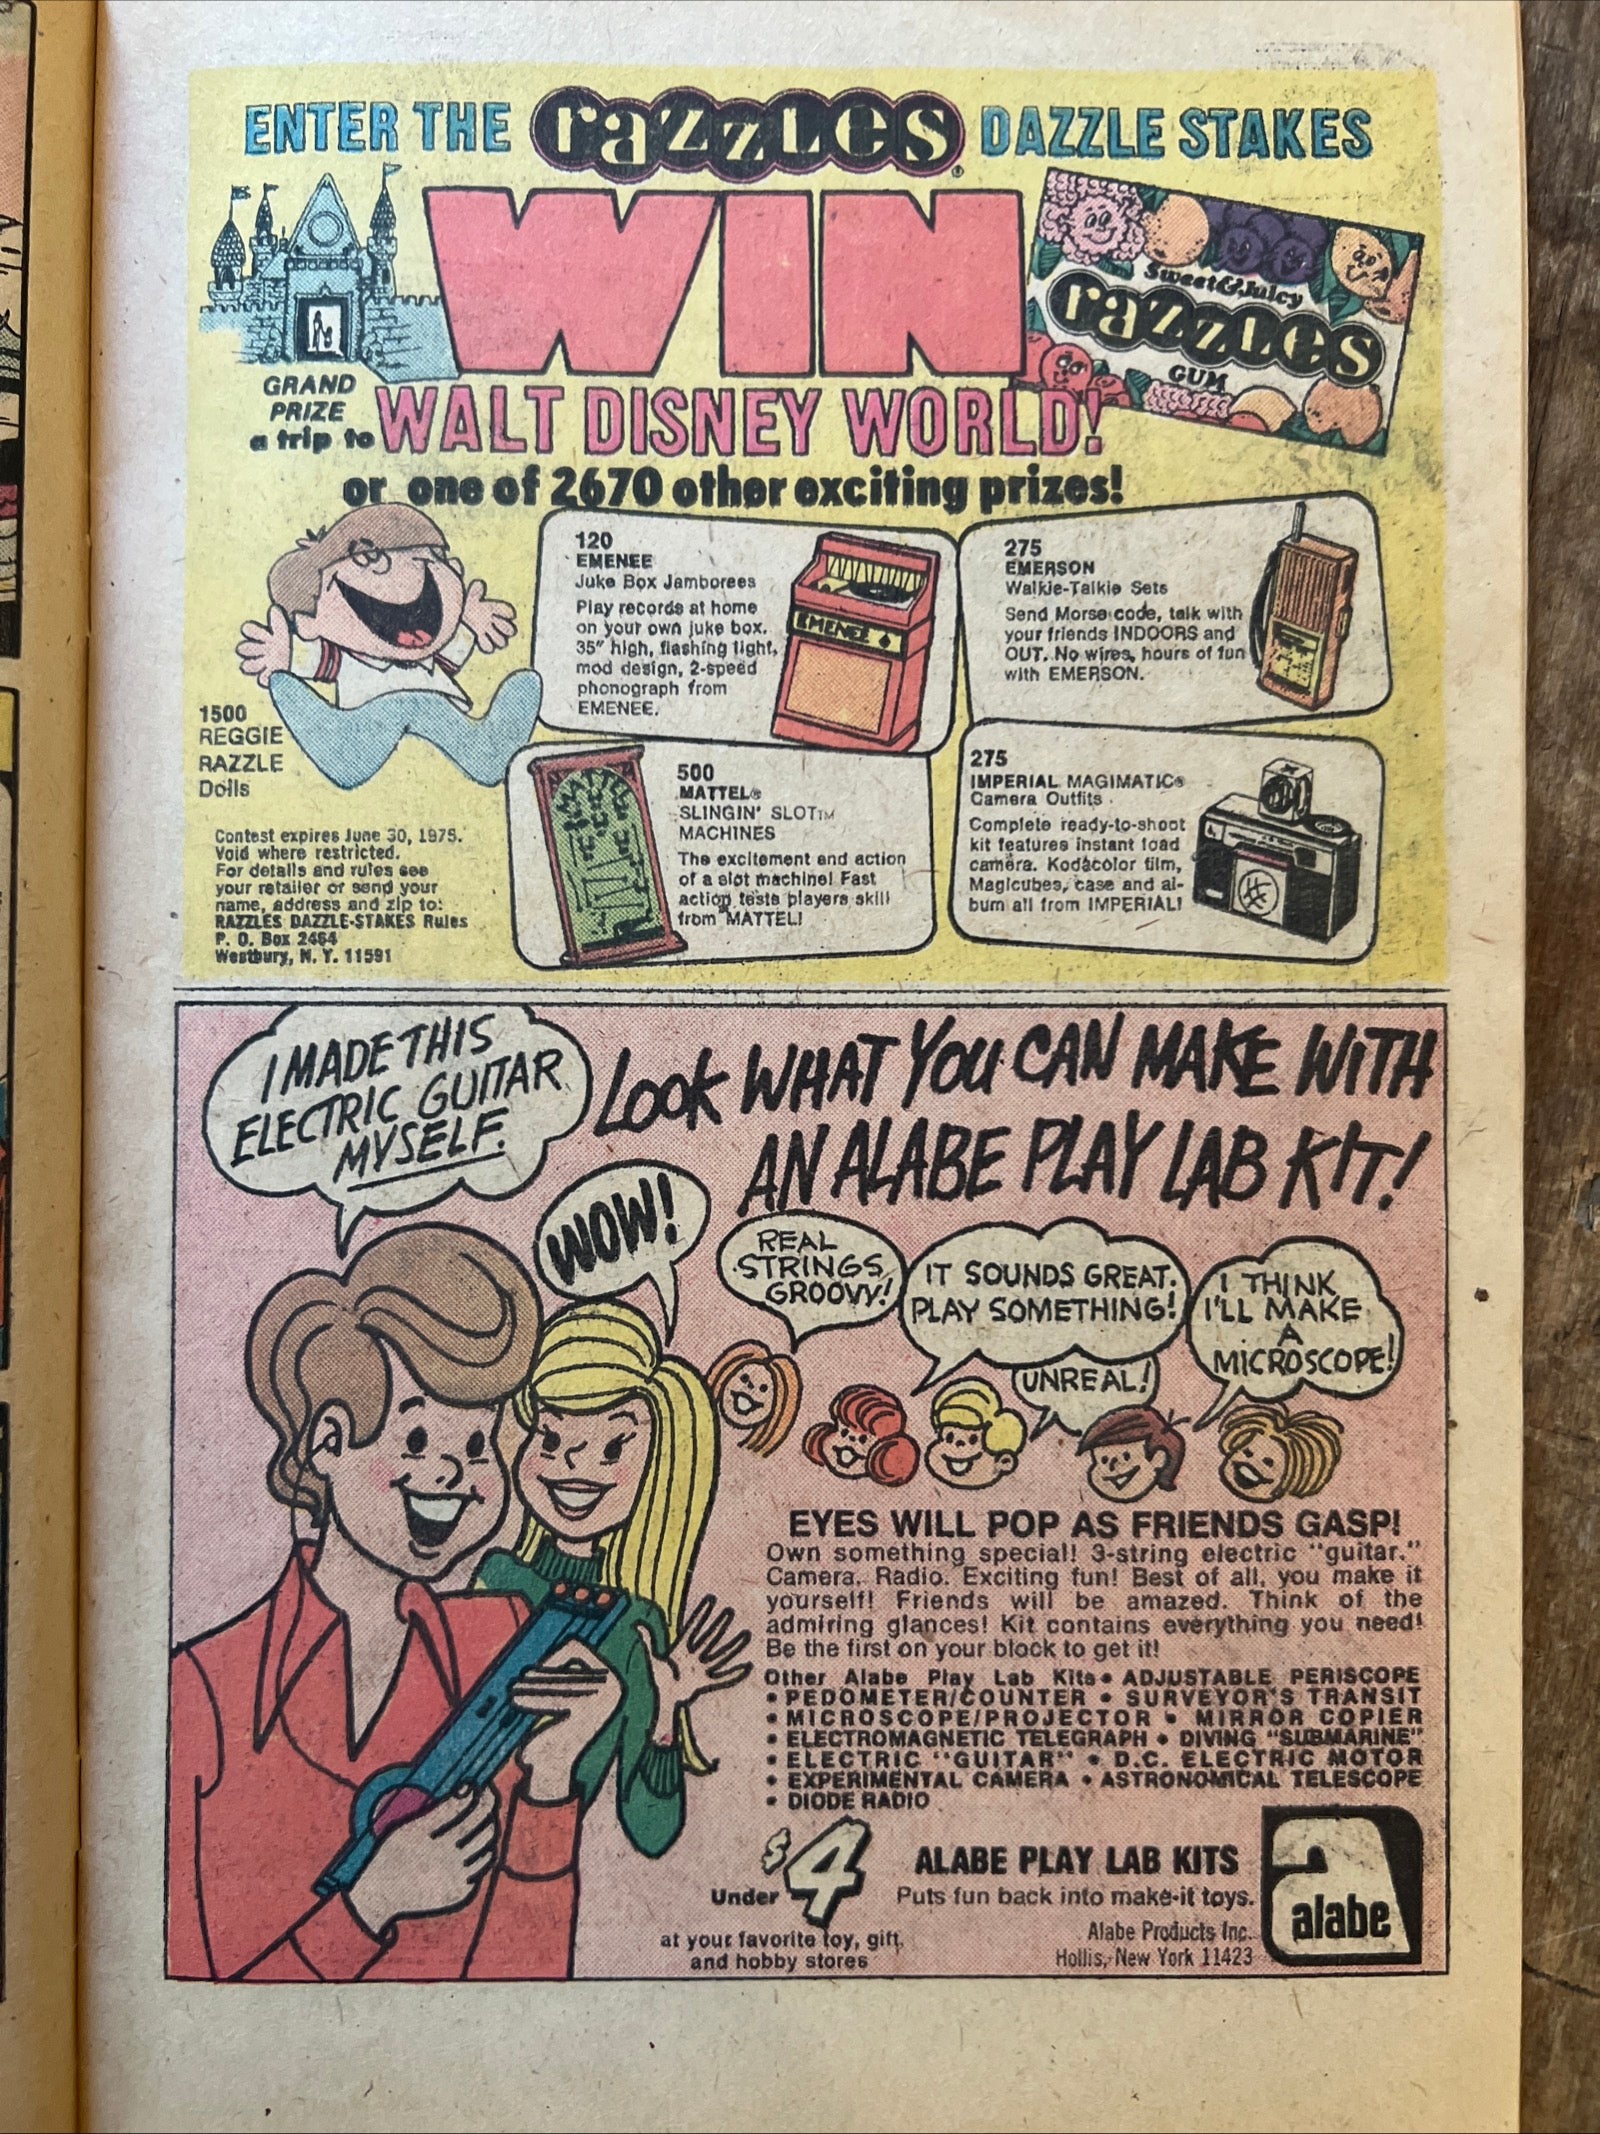 ENTER THE razzles® DAZZLE STAKES
WIN
Sweet & Juicy
razzles
GUM
GRAND
PRIZE
a trip to WALT DISNEY WORLD!
or one of 2670 other exciting prizes!
120
EMENEE
Juke Box Jamborees
Play records at home
on your own juke box.
35" high, flashing light,
mod design, 2-speed
phonograph from
EMENEE.
EMENEE
275
EMERSON
Walkie-Talkie Sets
Send Morse code, talk with
your friends INDOORS and
OUT. No wires, hours of fun
with EMERSON.
1500
REGGIE
RAZZLE
Dolls
MATTEL
500
MATTEL®
SLINGIN' SLOT™
MACHINES
The excitement and action
of a slot machine! Fast
action tests players skill
from MATTEL!
275
IMPERIAL MAGIMATIC®
Camera Outfits
Complete ready-to-shoot
kit features instant load
camera. Kodacolor film,
Magicubes, case and al-
bum all from IMPERIAL!
Contest expires June 30, 1975.
Void where restricted.
For details and rules see
your retailer or send your
name, address and zip to:
RAZZLES DAZZLE-STAKES Rules
P. O. Box 2464
Westbury, N. Y. 11591
I MADE THIS
ELECTRIC GUITAR
MYSELF.
LOOK WHAT YOU CAN MAKE WITH
AN ALABE PLAY LAB KIT!
WOW!
REAL
STRINGS
GROOVY!
IT SOUNDS GREAT.
PLAY SOMETHING!
UNREAL!
I THINK
I'LL MAKE
A
MICROSCOPE!
EYES WILL POP AS FRIENDS GASP!
Own something special! 3-string electric "guitar."
Camera. Radio. Exciting fun! Best of all, you make it
yourself! Friends will be amazed. Think of the
admiring glances! Kit contains everything you need!
Be the first on your block to get it!
Other Alabe Play Lab Kits • ADJUSTABLE PERISCOPE
• PEDOMETER/COUNTER • SURVEYOR'S TRANSIT
• MICROSCOPE/PROJECTOR • MIRROR COPIER
• ELECTROMAGNETIC TELEGRAPH • DIVING "SUBMARINE"
• ELECTRIC "GUITAR" • D.C. ELECTRIC MOTOR
• EXPERIMENTAL CAMERA • ASTRONOMICAL TELESCOPE
• DIODE RADIO
Under $4
at your favorite toy, gift,
and hobby stores
ALABE PLAY LAB KITS
Puts fun back into make-it toys.
Alabe Products Inc.
Hollis, New York 11423
a
alabe